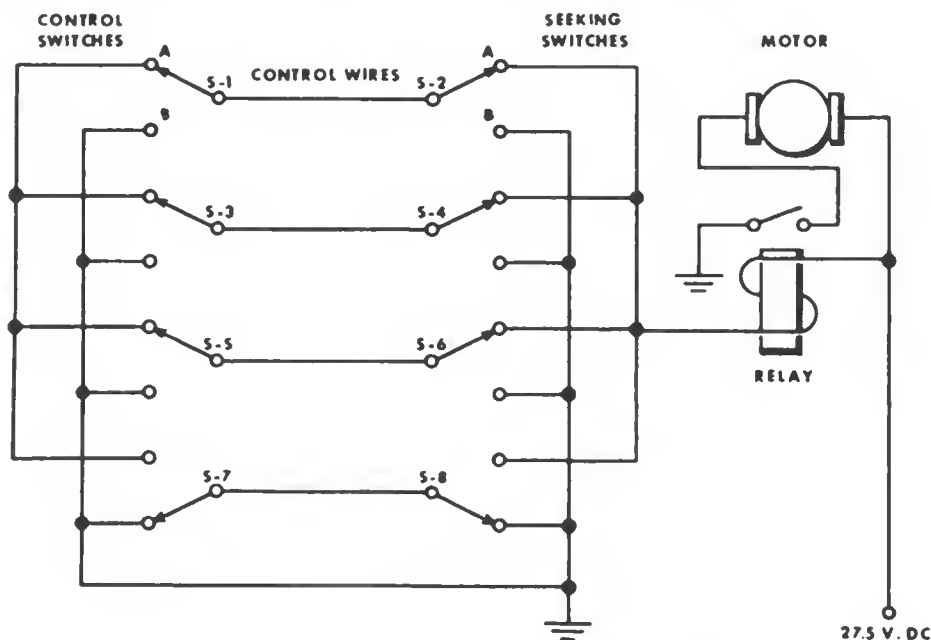 CONTROL SWITCHES
SEEKING SWITCHES
MOTOR
A
S-1
CONTROL WIRES
S-2
A
B
B
S-3
S-4
S-5
S-6
RELAY
S-7
S-8
27.5 V. DC